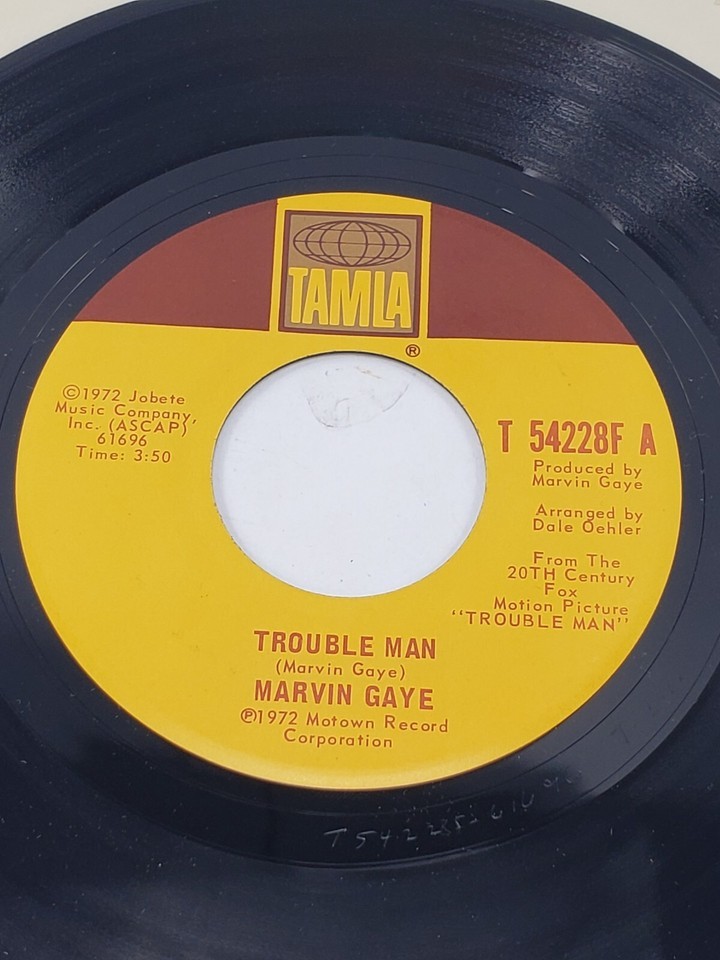 TAMLA
®
©1972 Jobete
Music Company,
Inc. (ASCAP)
61696
Time: 3:50
T 54228F A
Produced by
Marvin Gaye
Arranged by
Dale Oehler
From The
20TH Century
Fox
Motion Picture
"TROUBLE MAN"
TROUBLE MAN
(Marvin Gaye)
MARVIN GAYE
℗1972 Motown Record
Corporation